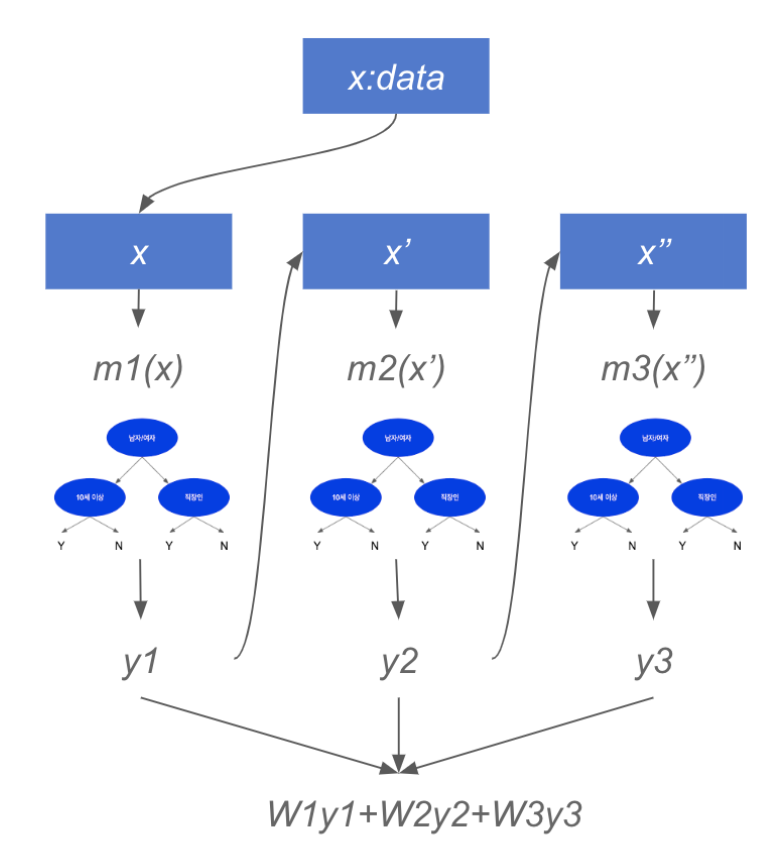 x:data
x
x’
x”
m1(x)
m2(x’)
m3(x”)
남자/여자
남자/여자
남자/여자
10세 이상
직장인
10세 이상
직장인
10세 이상
직장인
Y
N
Y
N
Y
N
Y
N
Y
N
Y
N
y1
y2
y3
W1y1+W2y2+W3y3